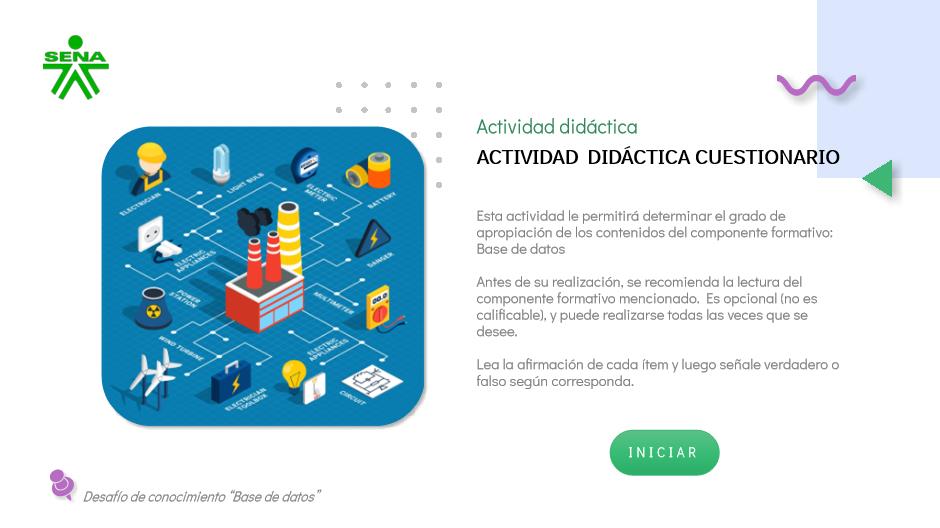 SENA
Actividad didáctica
ACTIVIDAD DIDÁCTICA CUESTIONARIO
ELECTRICIAN
LIGHT BULB
ELECTRIC
METER
BATTERY
ELECTRIC
APPLIANCES
DANGER
POWER
STATION
MULTIMETER
00.0
WIND TURBINE
ELECTRIC
APPLIANCES
ELECTRICIAN
TOOLBOX
CIRCUIT
Esta actividad le permitirá determinar el grado de
apropiación de los contenidos del componente formativo:
Base de datos
Antes de su realización, se recomienda la lectura del
componente formativo mencionado. Es opcional (no es
calificable), y puede realizarse todas las veces que se
desee.
Lea la afirmación de cada ítem y luego señale verdadero o
falso según corresponda.
INICIAR
Desafío de conocimiento “Base de datos”